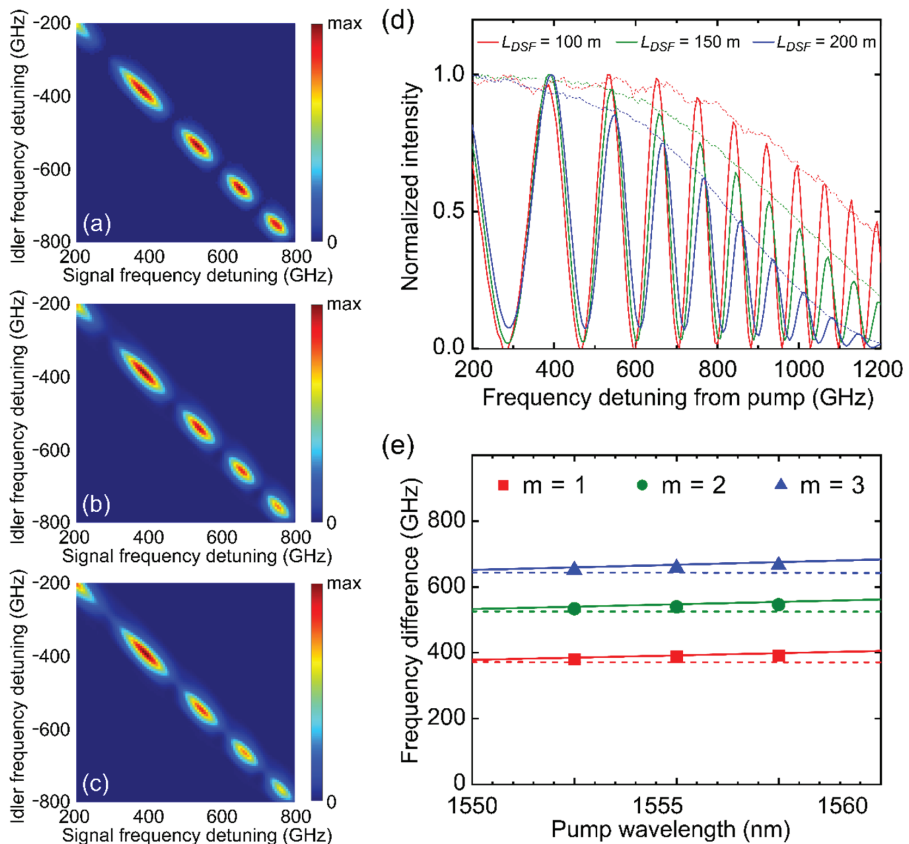 -200
-400
-600
-800
Idler frequency detuning (GHz)
(a)
200 400 600 800
Signal frequency detuning (GHz)
max
0
-200
-400
-600
-800
Idler frequency detuning (GHz)
(b)
200 400 600 800
Signal frequency detuning (GHz)
max
0
-200
-400
-600
-800
Idler frequency detuning (GHz)
(c)
200 400 600 800
Signal frequency detuning (GHz)
max
0
(d)
L_DSF = 100 m L_DSF = 150 m L_DSF = 200 m
1.0
0.5
0.0
Normalized intensity
200 400 600 800 1000 1200
Frequency detuning from pump (GHz)
(e)
m = 1 m = 2 m = 3
800
600
400
200
0
Frequency difference (GHz)
1550 1555 1560
Pump wavelength (nm)